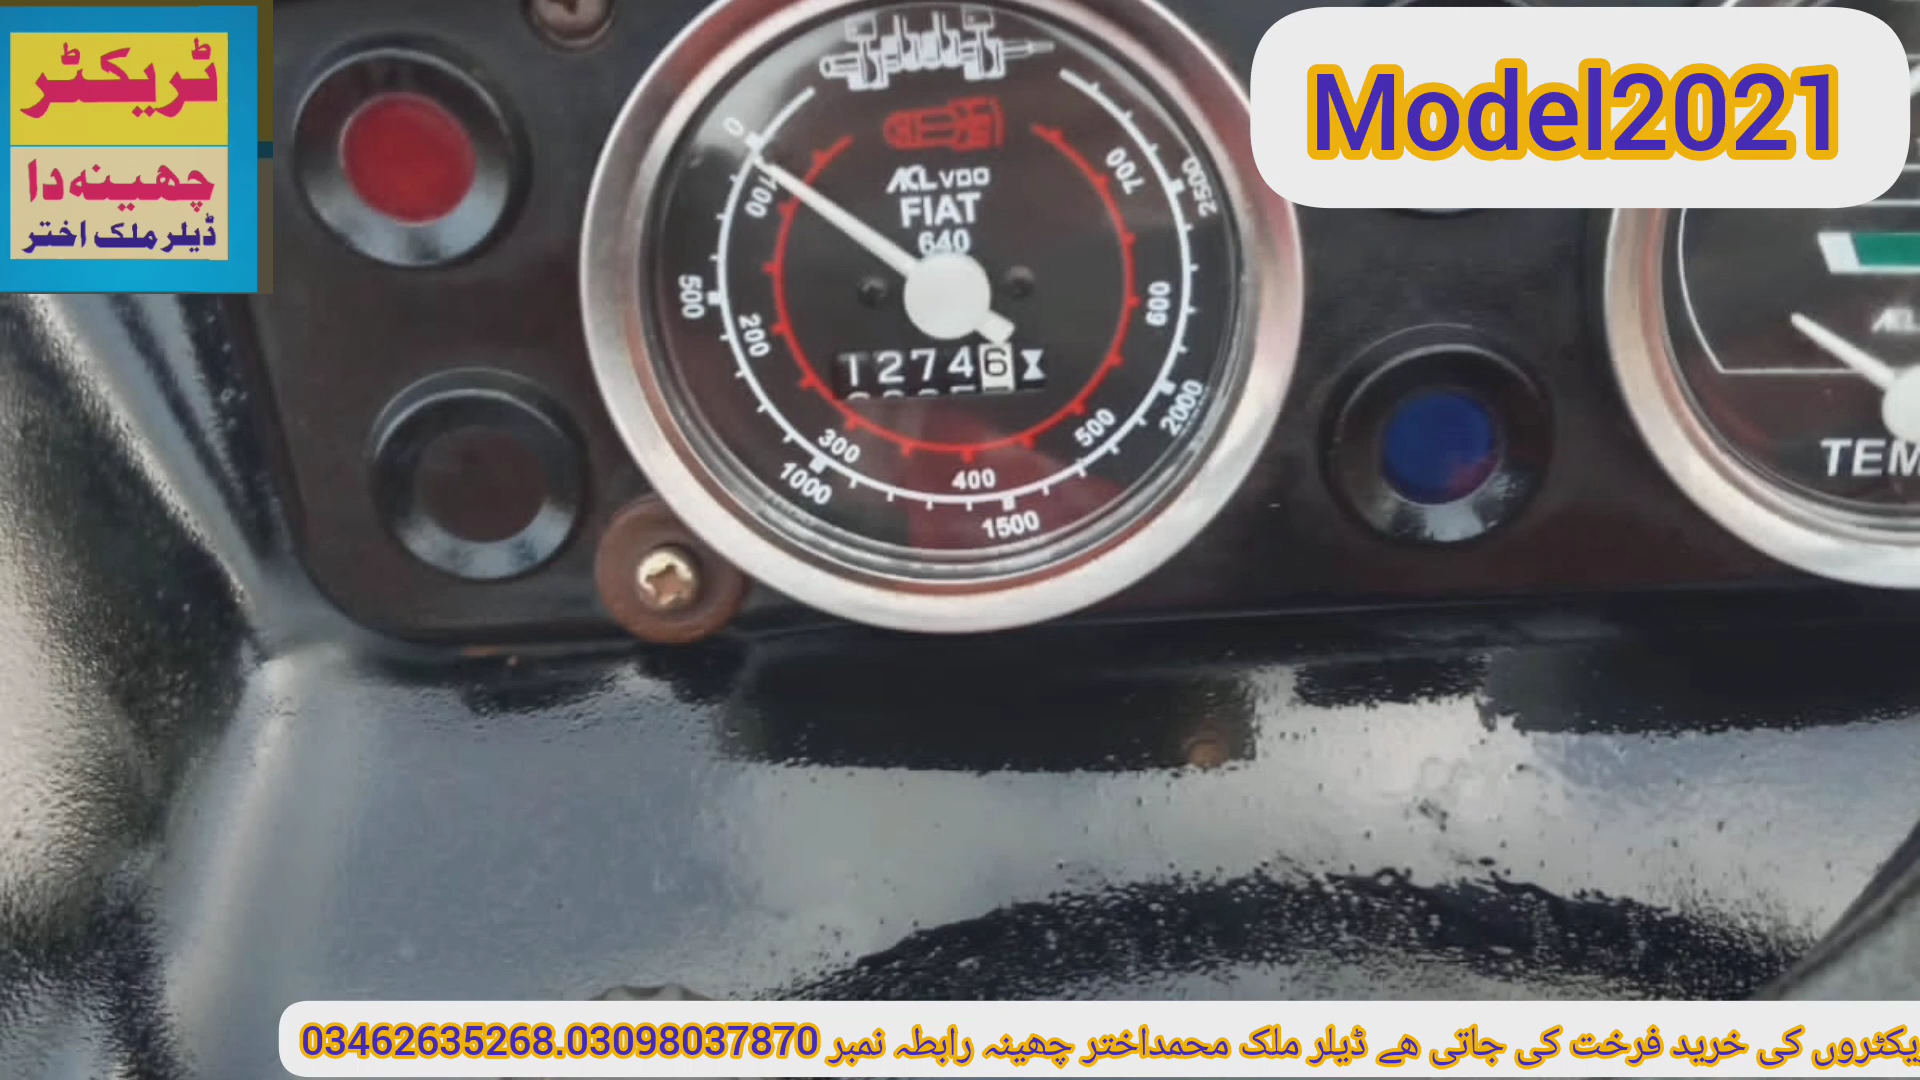 ٹریکٹر
چھینہ دا
ڈیلر ملک اختر
Model2021
0
100
500
200
300
1000
400
1500
500
2000
600
700
2500
ACL VDO
FIAT
640
12746
ACL
TEM
یکٹروں کی خرید فرخت کی جاتی ھے ڈیلر ملک محمداختر چھینہ رابطہ نمبر 03462635268.03098037870